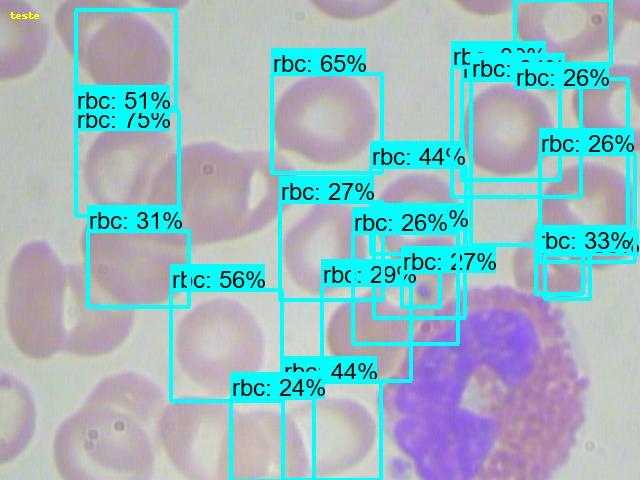 teste
rbc: 51%
rbc: 75%
rbc: 65%
rbc: 26%
rbc: 26%
rbc: 44%
rbc: 27%
rbc: 26%
rbc: 31%
rbc: 33%
rbc: 27%
rbc: 29%
rbc: 56%
rbc: 44%
rbc: 24%